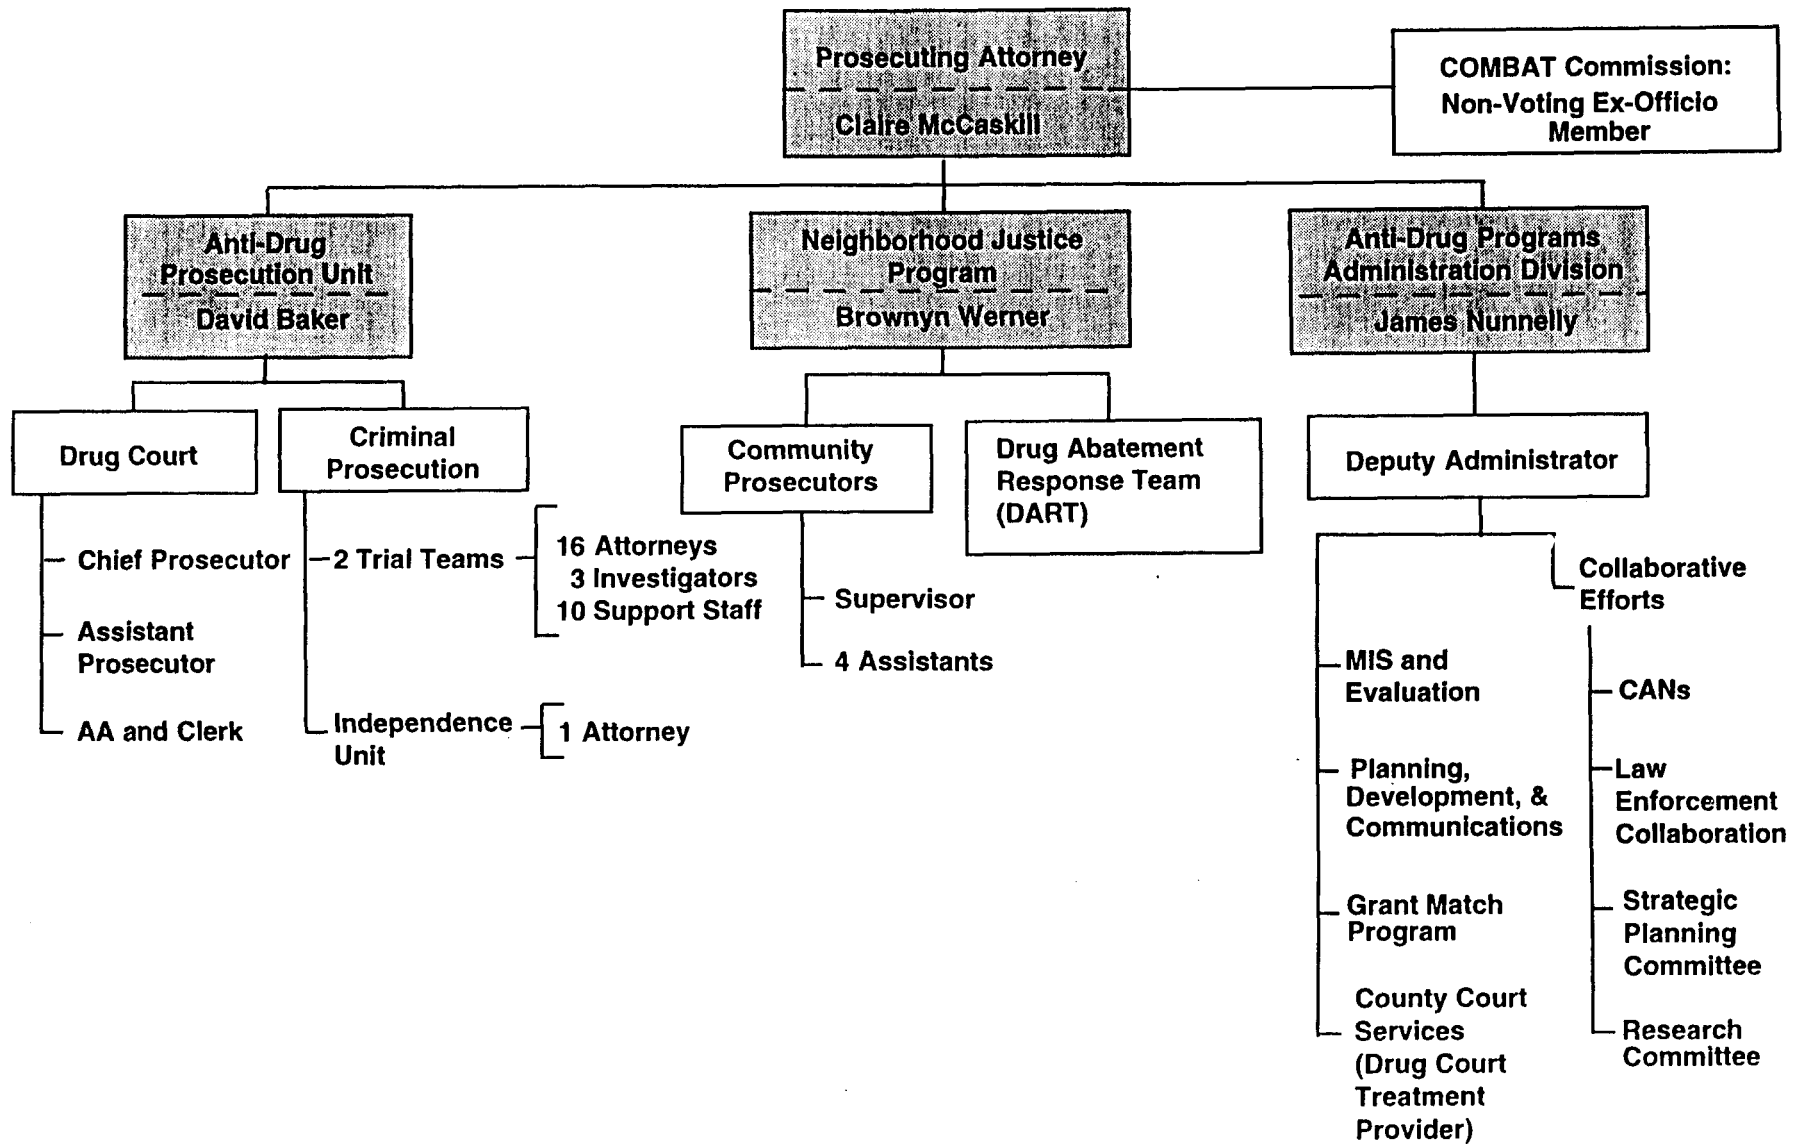 Prosecuting Attorney
Claire McCaskill
COMBAT Commission:
Non-Voting Ex-Officio
Member
Anti-Drug
Prosecution Unit
David Baker
Neighborhood Justice
Program
Brownyn Werner
Anti-Drug Programs
Administration Division
James Nunnelly
Drug Court
Criminal
Prosecution
Community
Prosecutors
Drug Abatement
Response Team
(DART)
Deputy Administrator
Chief Prosecutor
Assistant
Prosecutor
AA and Clerk
2 Trial Teams
16 Attorneys
3 Investigators
10 Support Staff
Independence
Unit
1 Attorney
Supervisor
4 Assistants
MIS and
Evaluation
Planning,
Development, &
Communications
Grant Match
Program
County Court
Services
(Drug Court
Treatment
Provider)
Collaborative
Efforts
CANs
Law
Enforcement
Collaboration
Strategic
Planning
Committee
Research
Committee